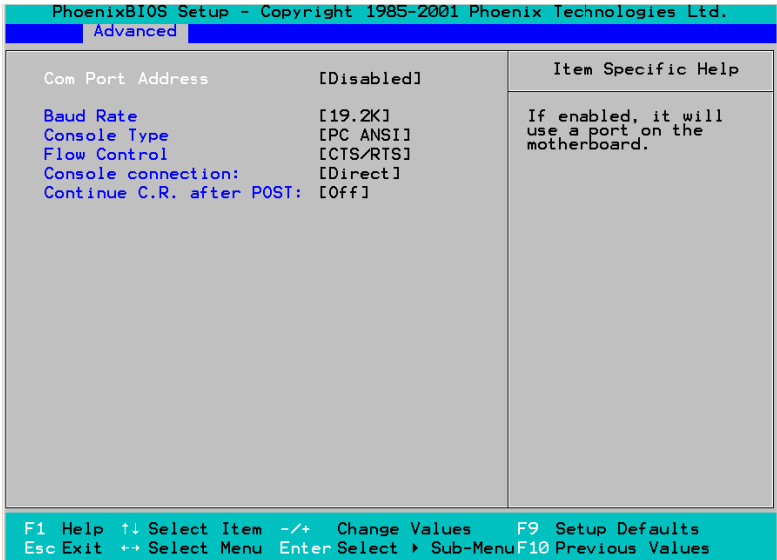 PhoenixBIOS Setup - Copyright 1985-2001 Phoenix Technologies Ltd.
Advanced
Com Port Address [Disabled]
Baud Rate [19.2K]
Console Type [PC ANSI]
Flow Control [CTS/RTS]
Console connection: [Direct]
Continue C.R. after POST: [Off]
Item Specific Help
If enabled, it will
use a port on the
motherboard.
F1 Help ↑↓ Select Item -/+ Change Values F9 Setup Defaults
Esc Exit ↔ Select Menu Enter Select ▸ Sub-Menu F10 Previous Values